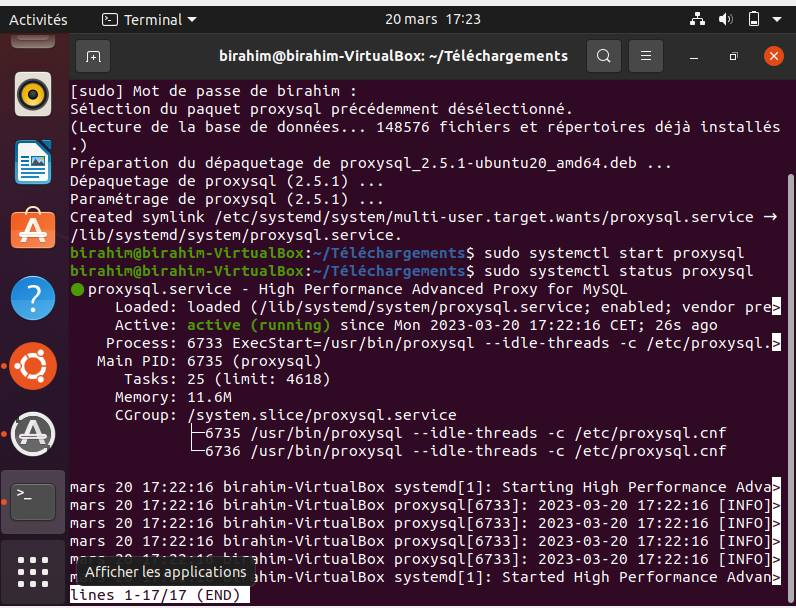 Activités
Terminal
20 mars 17:23
birahim@birahim-VirtualBox: ~/Téléchargements
[sudo] Mot de passe de birahim :
Sélection du paquet proxysql précédemment désélectionné.
(Lecture de la base de données... 148576 fichiers et répertoires déjà installés
.)
Préparation du dépaquetage de proxysql_2.5.1-ubuntu20_amd64.deb ...
Dépaquetage de proxysql (2.5.1) ...
Paramétrage de proxysql (2.5.1) ...
Created symlink /etc/systemd/system/multi-user.target.wants/proxysql.service →
/lib/systemd/system/proxysql.service.
birahim@birahim-VirtualBox:~/Téléchargements$ sudo systemctl start proxysql
birahim@birahim-VirtualBox:~/Téléchargements$ sudo systemctl status proxysql
● proxysql.service - High Performance Advanced Proxy for MySQL
Loaded: loaded (/lib/systemd/system/proxysql.service; enabled; vendor pre>
Active: active (running) since Mon 2023-03-20 17:22:16 CET; 26s ago
Process: 6733 ExecStart=/usr/bin/proxysql --idle-threads -c /etc/proxysql.>
Main PID: 6735 (proxysql)
Tasks: 25 (limit: 4618)
Memory: 11.6M
CGroup: /system.slice/proxysql.service
├─6735 /usr/bin/proxysql --idle-threads -c /etc/proxysql.cnf
└─6736 /usr/bin/proxysql --idle-threads -c /etc/proxysql.cnf
mars 20 17:22:16 birahim-VirtualBox systemd[1]: Starting High Performance Adva>
mars 20 17:22:16 birahim-VirtualBox proxysql[6733]: 2023-03-20 17:22:16 [INFO]>
mars 20 17:22:16 birahim-VirtualBox proxysql[6733]: 2023-03-20 17:22:16 [INFO]>
mars 20 17:22:16 birahim-VirtualBox proxysql[6733]: 2023-03-20 17:22:16 [INFO]>
mars 20 17:22:16 birahim-VirtualBox proxysql[6733]: 2023-03-20 17:22:16 [INFO]>
birahim-VirtualBox systemd[1]: Started High Performance Advan>
Afficher les applications
lines 1-17/17 (END)